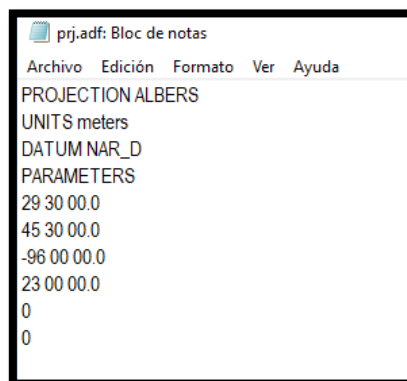 prj.adf: Bloc de notas
Archivo Edición Formato Ver Ayuda
PROJECTION ALBERS
UNITS meters
DATUM NAR_D
PARAMETERS
29 30 00.0
45 30 00.0
-96 00 00.0
23 00 00.0
0
0